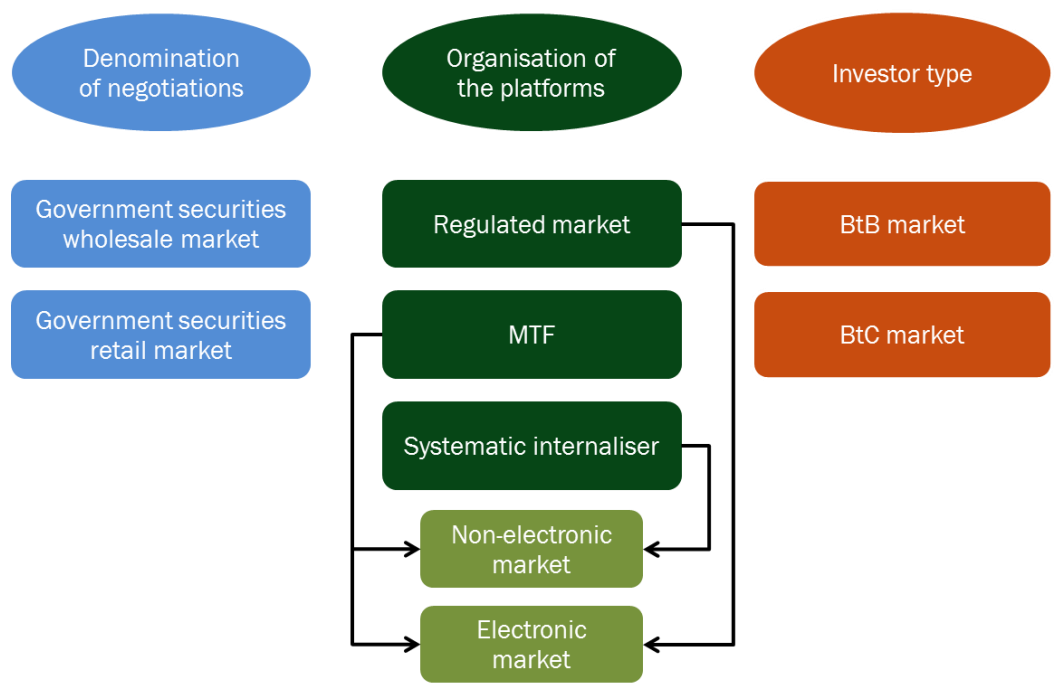 Denomination
of negotiations
Organisation of
the platforms
Investor type
Government securities
wholesale market
Regulated market
BtB market
Government securities
retail market
MTF
BtC market
Systematic internaliser
Non-electronic
market
Electronic
market